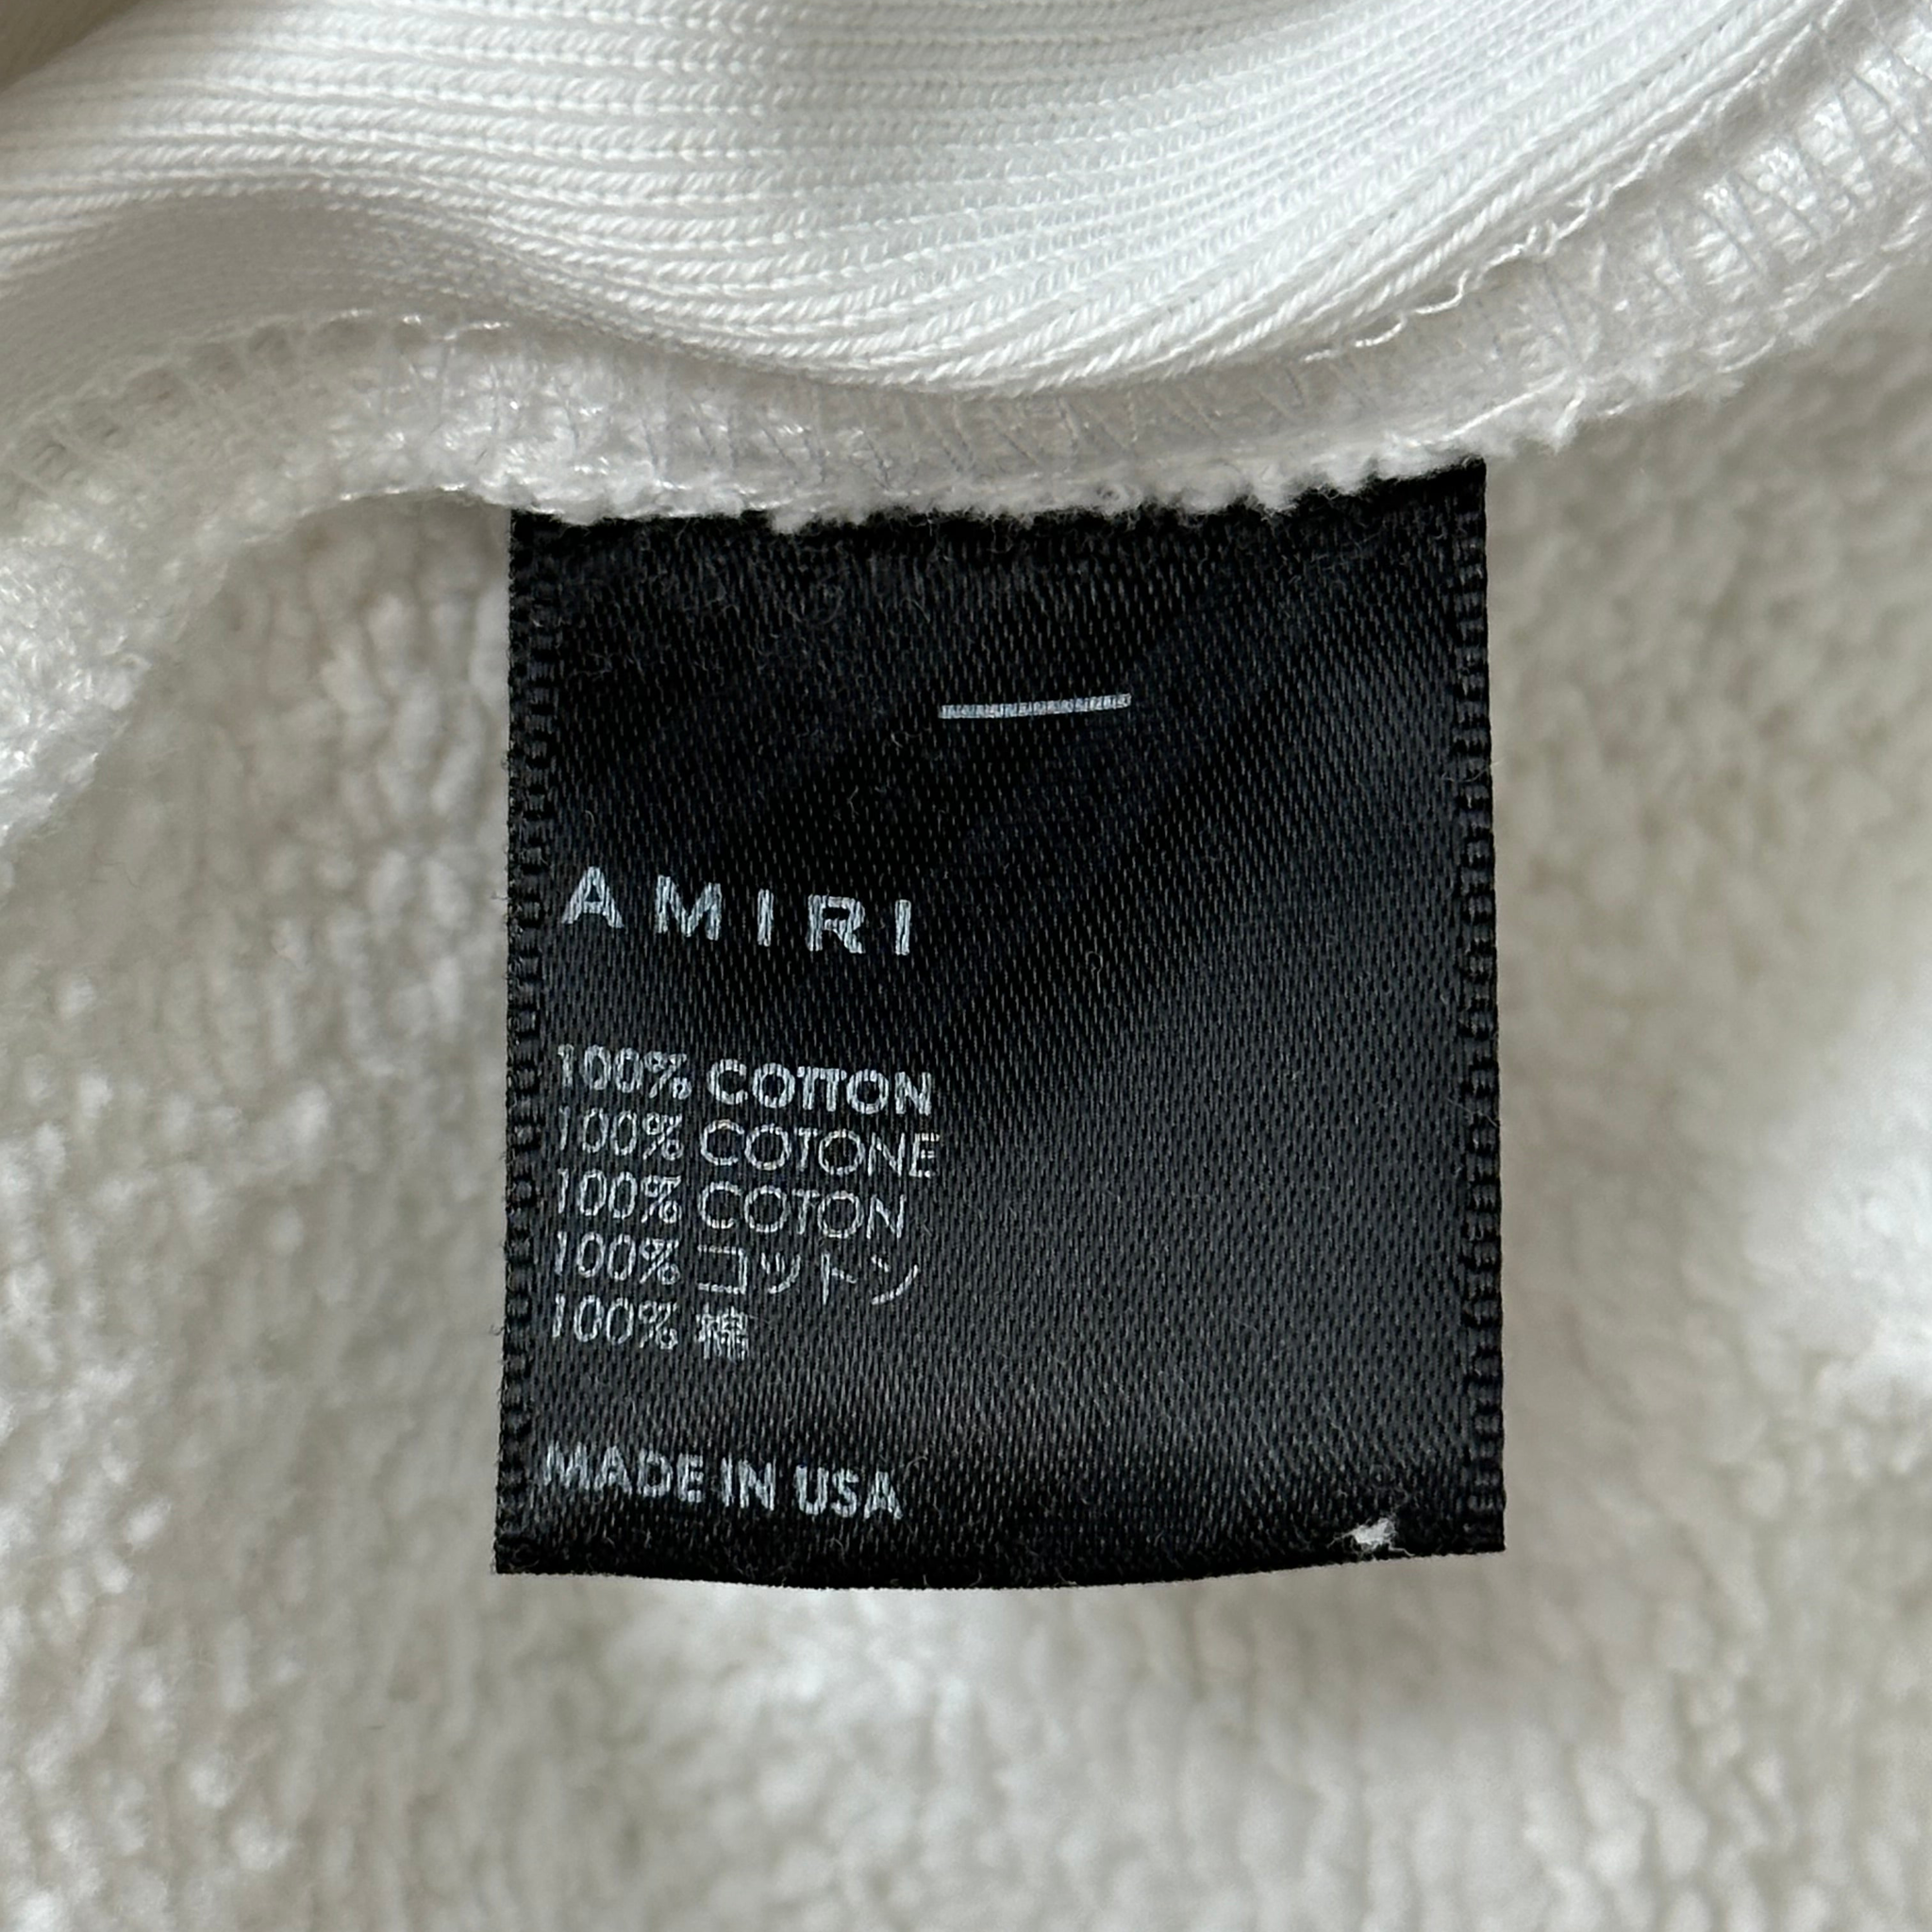 AMIRI
100% COTTON
100% COTONE
100% COTON
100% コットン
100% 棉
MADE IN USA